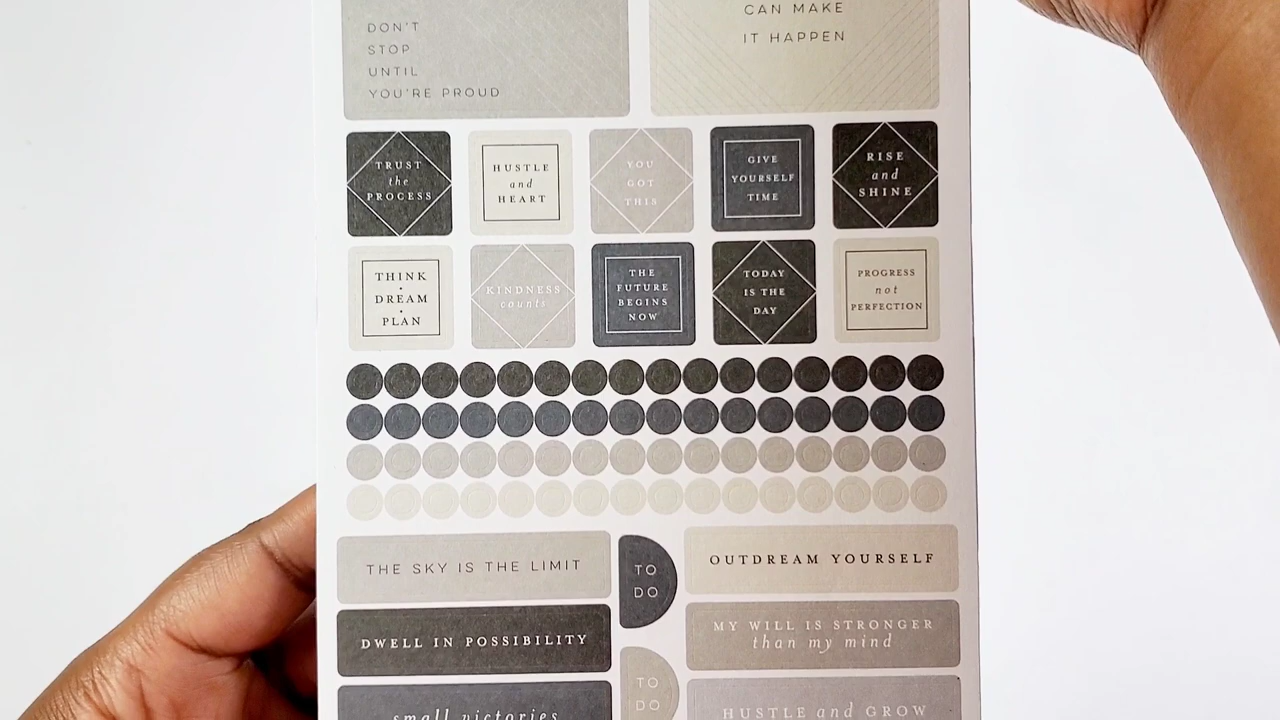 DON'T
STOP
UNTIL
YOU'RE PROUD
CAN MAKE
IT HAPPEN
TRUST
the
PROCESS
HUSTLE
and
HEART
YOU
GOT
THIS
GIVE
YOURSELF
TIME
RISE
and
SHINE
THINK
•
DREAM
•
PLAN
KINDNESS
counts
THE
FUTURE
BEGINS
NOW
TODAY
IS THE
DAY
PROGRESS
not
PERFECTION
THE SKY IS THE LIMIT
TO
DO
OUTDREAM YOURSELF
DWELL IN POSSIBILITY
MY WILL IS STRONGER
than my mind
small victories
TO
DO
HUSTLE and GROW